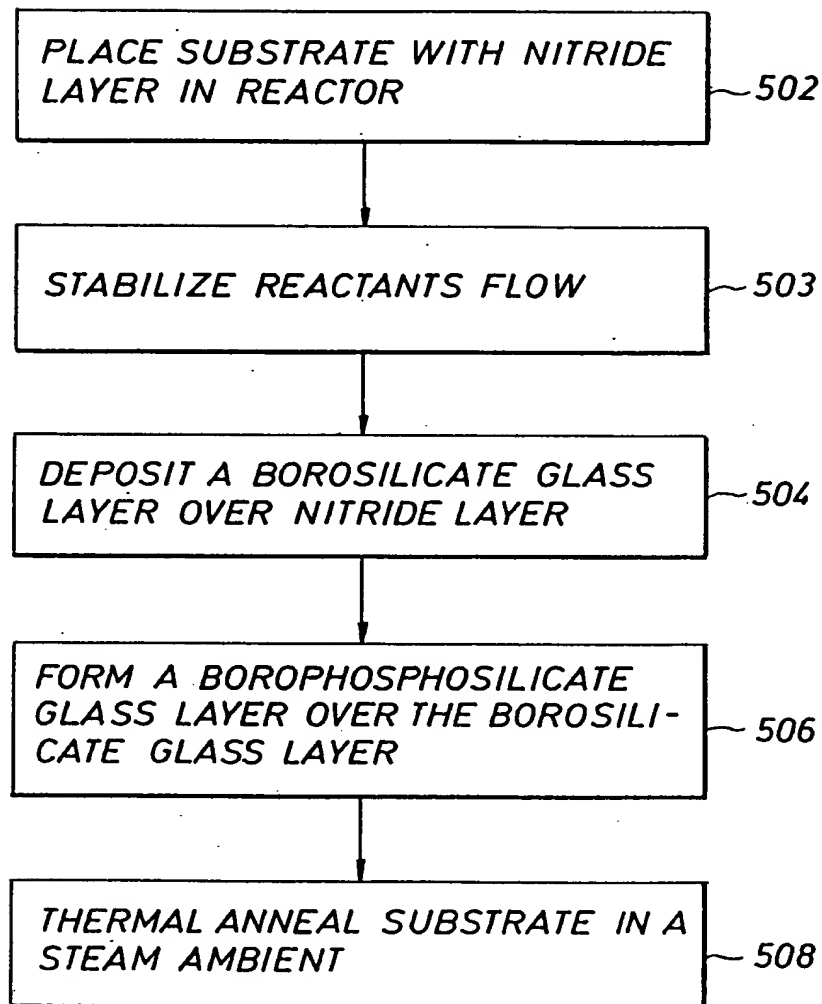 PLACE SUBSTRATE WITH NITRIDE
LAYER IN REACTOR
502
STABILIZE REACTANTS FLOW
503
DEPOSIT A BOROSILICATE GLASS
LAYER OVER NITRIDE LAYER
504
FORM A BOROPHOSPHOSILICATE
GLASS LAYER OVER THE BOROSILI-
CATE GLASS LAYER
506
THERMAL ANNEAL SUBSTRATE IN A
STEAM AMBIENT
508